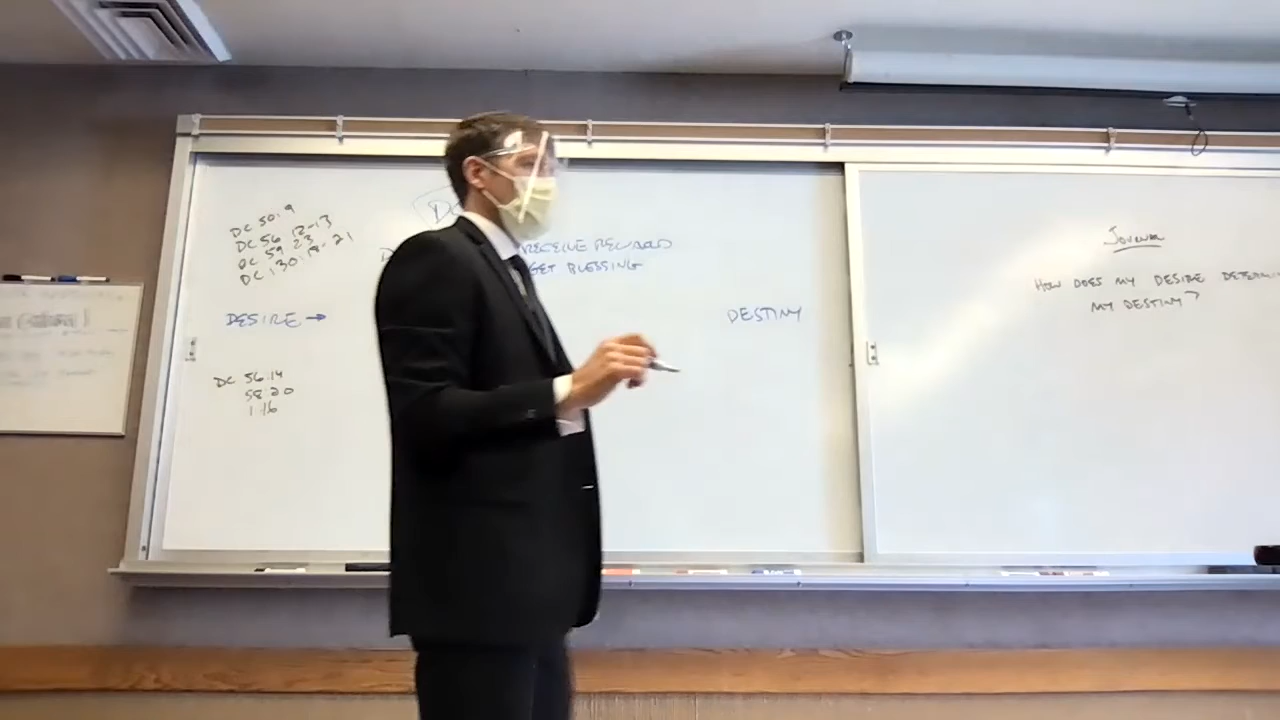 DC 50:9
DC 56:12-13
DC 59:23
DC 130:18-21
RECEIVE REWARD
GET BLESSING
DESIRE →
DESTINY
DC 56:14
58:20
1:16
JOURNAL
HOW DOES MY DESIRE
MY DESTINY?